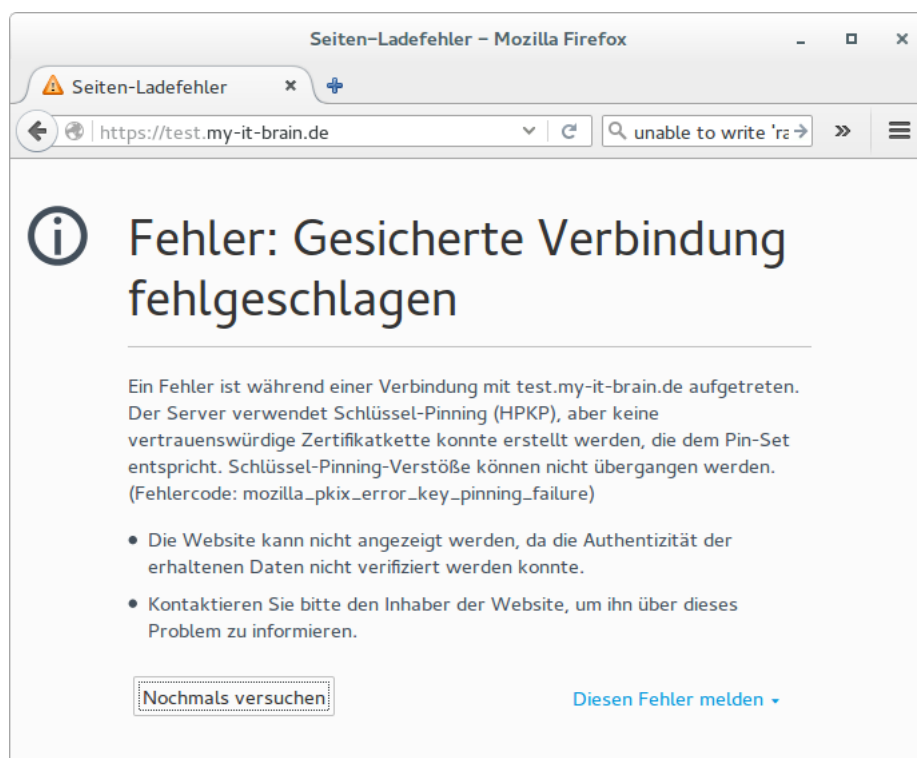 Seiten-Ladefehler – Mozilla Firefox
Seiten-Ladefehler
https://test.my-it-brain.de
unable to write 'ra
Fehler: Gesicherte Verbindung
fehlgeschlagen
Ein Fehler ist während einer Verbindung mit test.my-it-brain.de aufgetreten.
Der Server verwendet Schlüssel-Pinning (HPKP), aber keine
vertrauenswürdige Zertifikatkette konnte erstellt werden, die dem Pin-Set
entspricht. Schlüssel-Pinning-Verstöße können nicht übergangen werden.
(Fehlercode: mozilla_pkix_error_key_pinning_failure)
• Die Website kann nicht angezeigt werden, da die Authentizität der
erhaltenen Daten nicht verifiziert werden konnte.
• Kontaktieren Sie bitte den Inhaber der Website, um ihn über dieses
Problem zu informieren.
Nochmals versuchen
Diesen Fehler melden